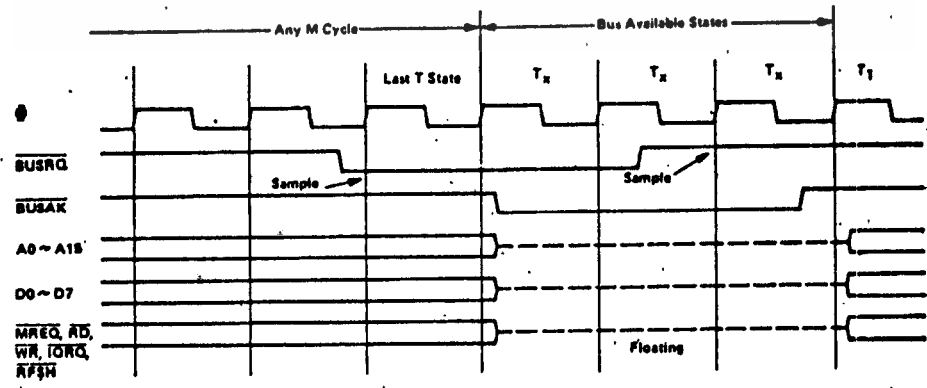 Any M Cycle
Bus Available States
Last T State
Tx
Tx
Tx
T1
Φ
BUSRQ
Sample
Sample
BUSAK
A0 ~ A15
D0 ~ D7
MREQ, RD,
WR, IORQ,
RFSH
Floating